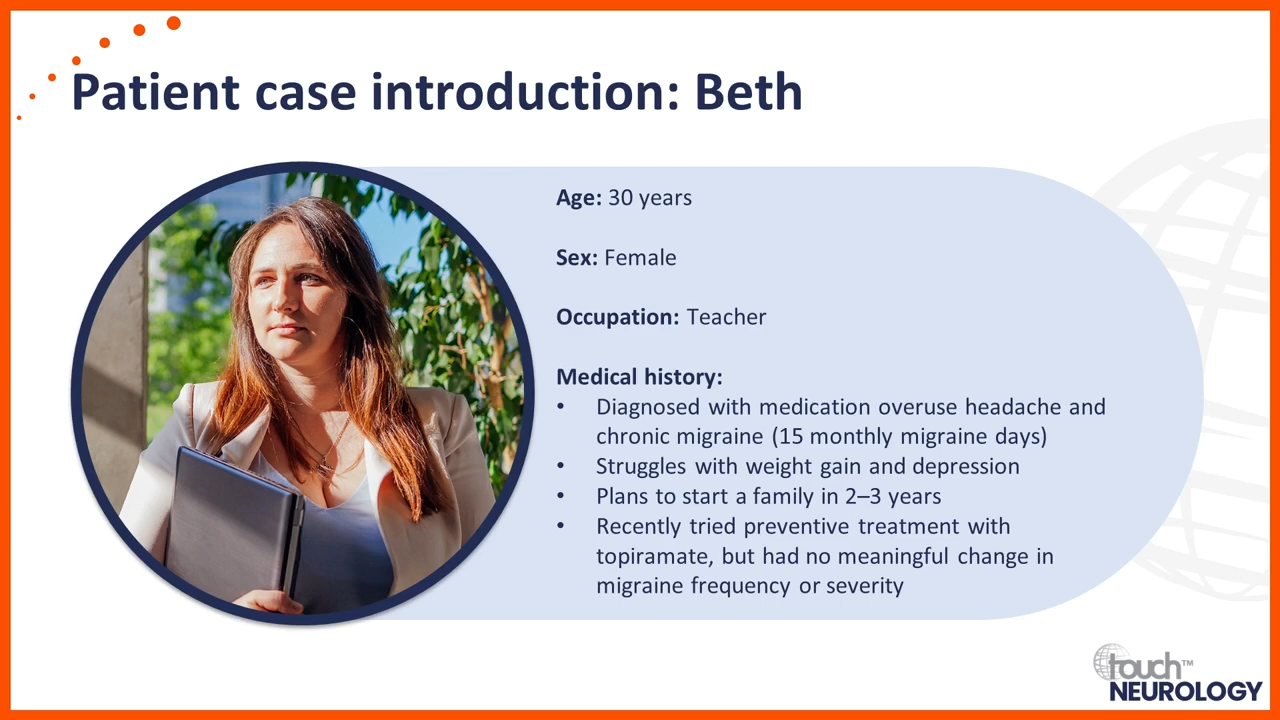 Patient case introduction: Beth
Age: 30 years
Sex: Female
Occupation: Teacher
Medical history:
• Diagnosed with medication overuse headache and
chronic migraine (15 monthly migraine days)
• Struggles with weight gain and depression
• Plans to start a family in 2–3 years
• Recently tried preventive treatment with
topiramate, but had no meaningful change in
migraine frequency or severity
touch™
NEUROLOGY